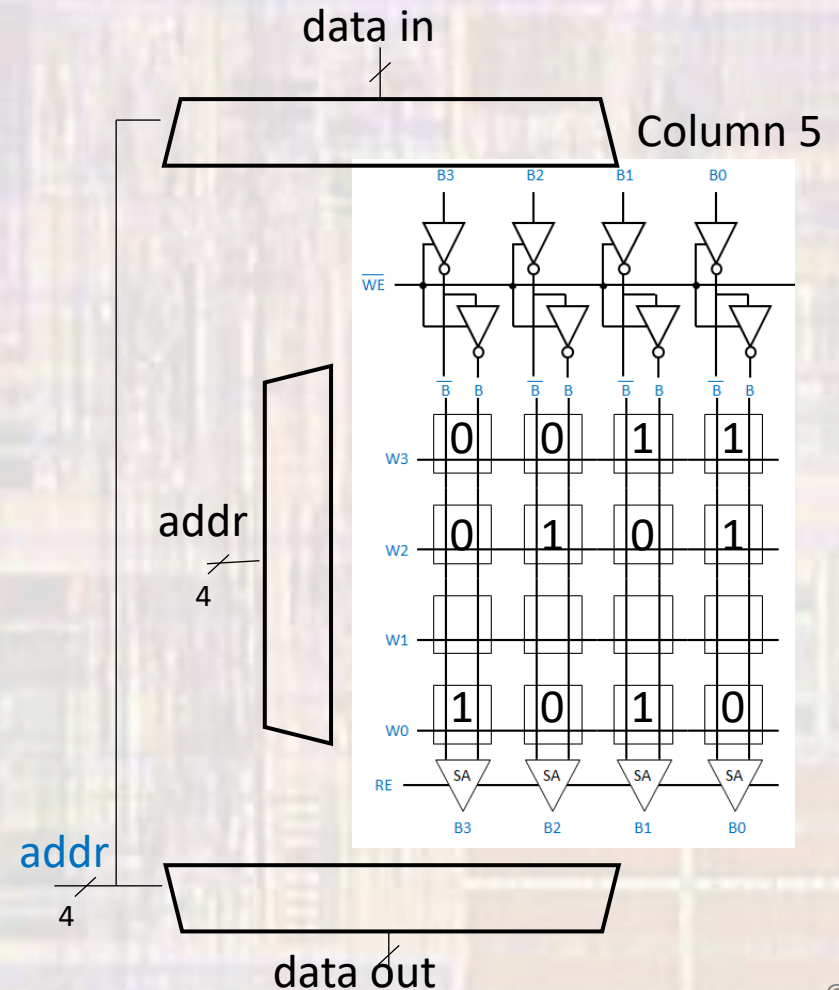 data in
Column 5
B3 B2 B1 B0
WE
B B B B B B B B
W3 0 0 1 1
addr
4
W2 0 1 0 1
W1
W0 1 0 1 0
RE SA SA SA SA
B3 B2 B1 B0
addr
4
data out